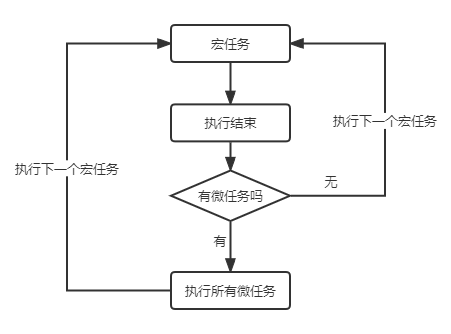 宏任务
执行结束
执行下一个宏任务
执行下一个宏任务
有微任务吗
无
有
执行所有微任务